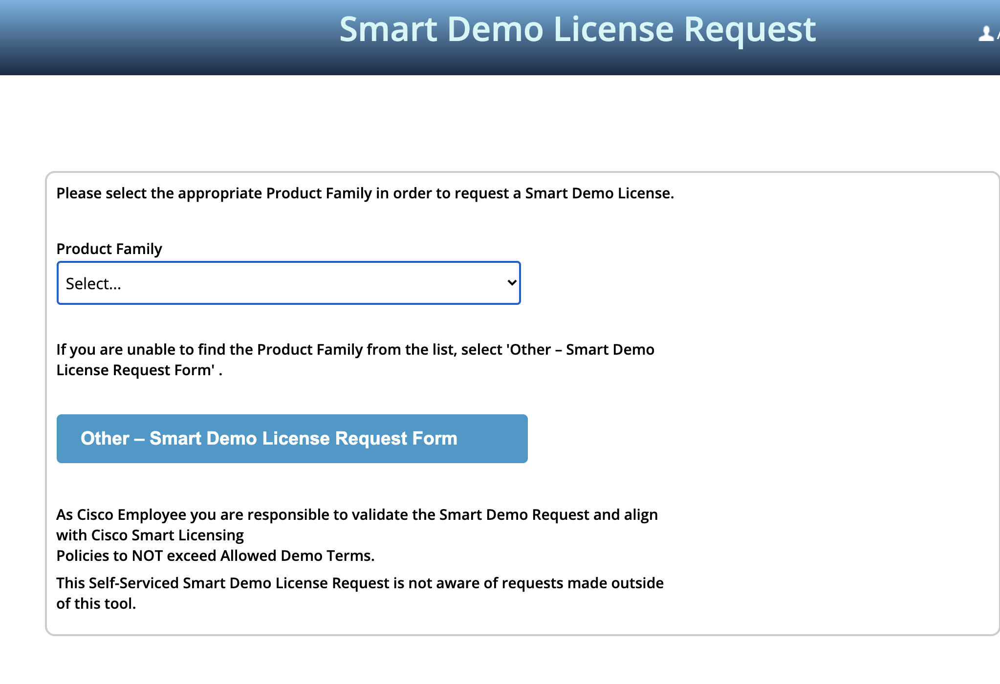 Smart Demo License Request
Please select the appropriate Product Family in order to request a Smart Demo License.
Product Family
Select...
If you are unable to find the Product Family from the list, select 'Other – Smart Demo
License Request Form' .
Other – Smart Demo License Request Form
As Cisco Employee you are responsible to validate the Smart Demo Request and align
with Cisco Smart Licensing
Policies to NOT exceed Allowed Demo Terms.
This Self-Serviced Smart Demo License Request is not aware of requests made outside
of this tool.